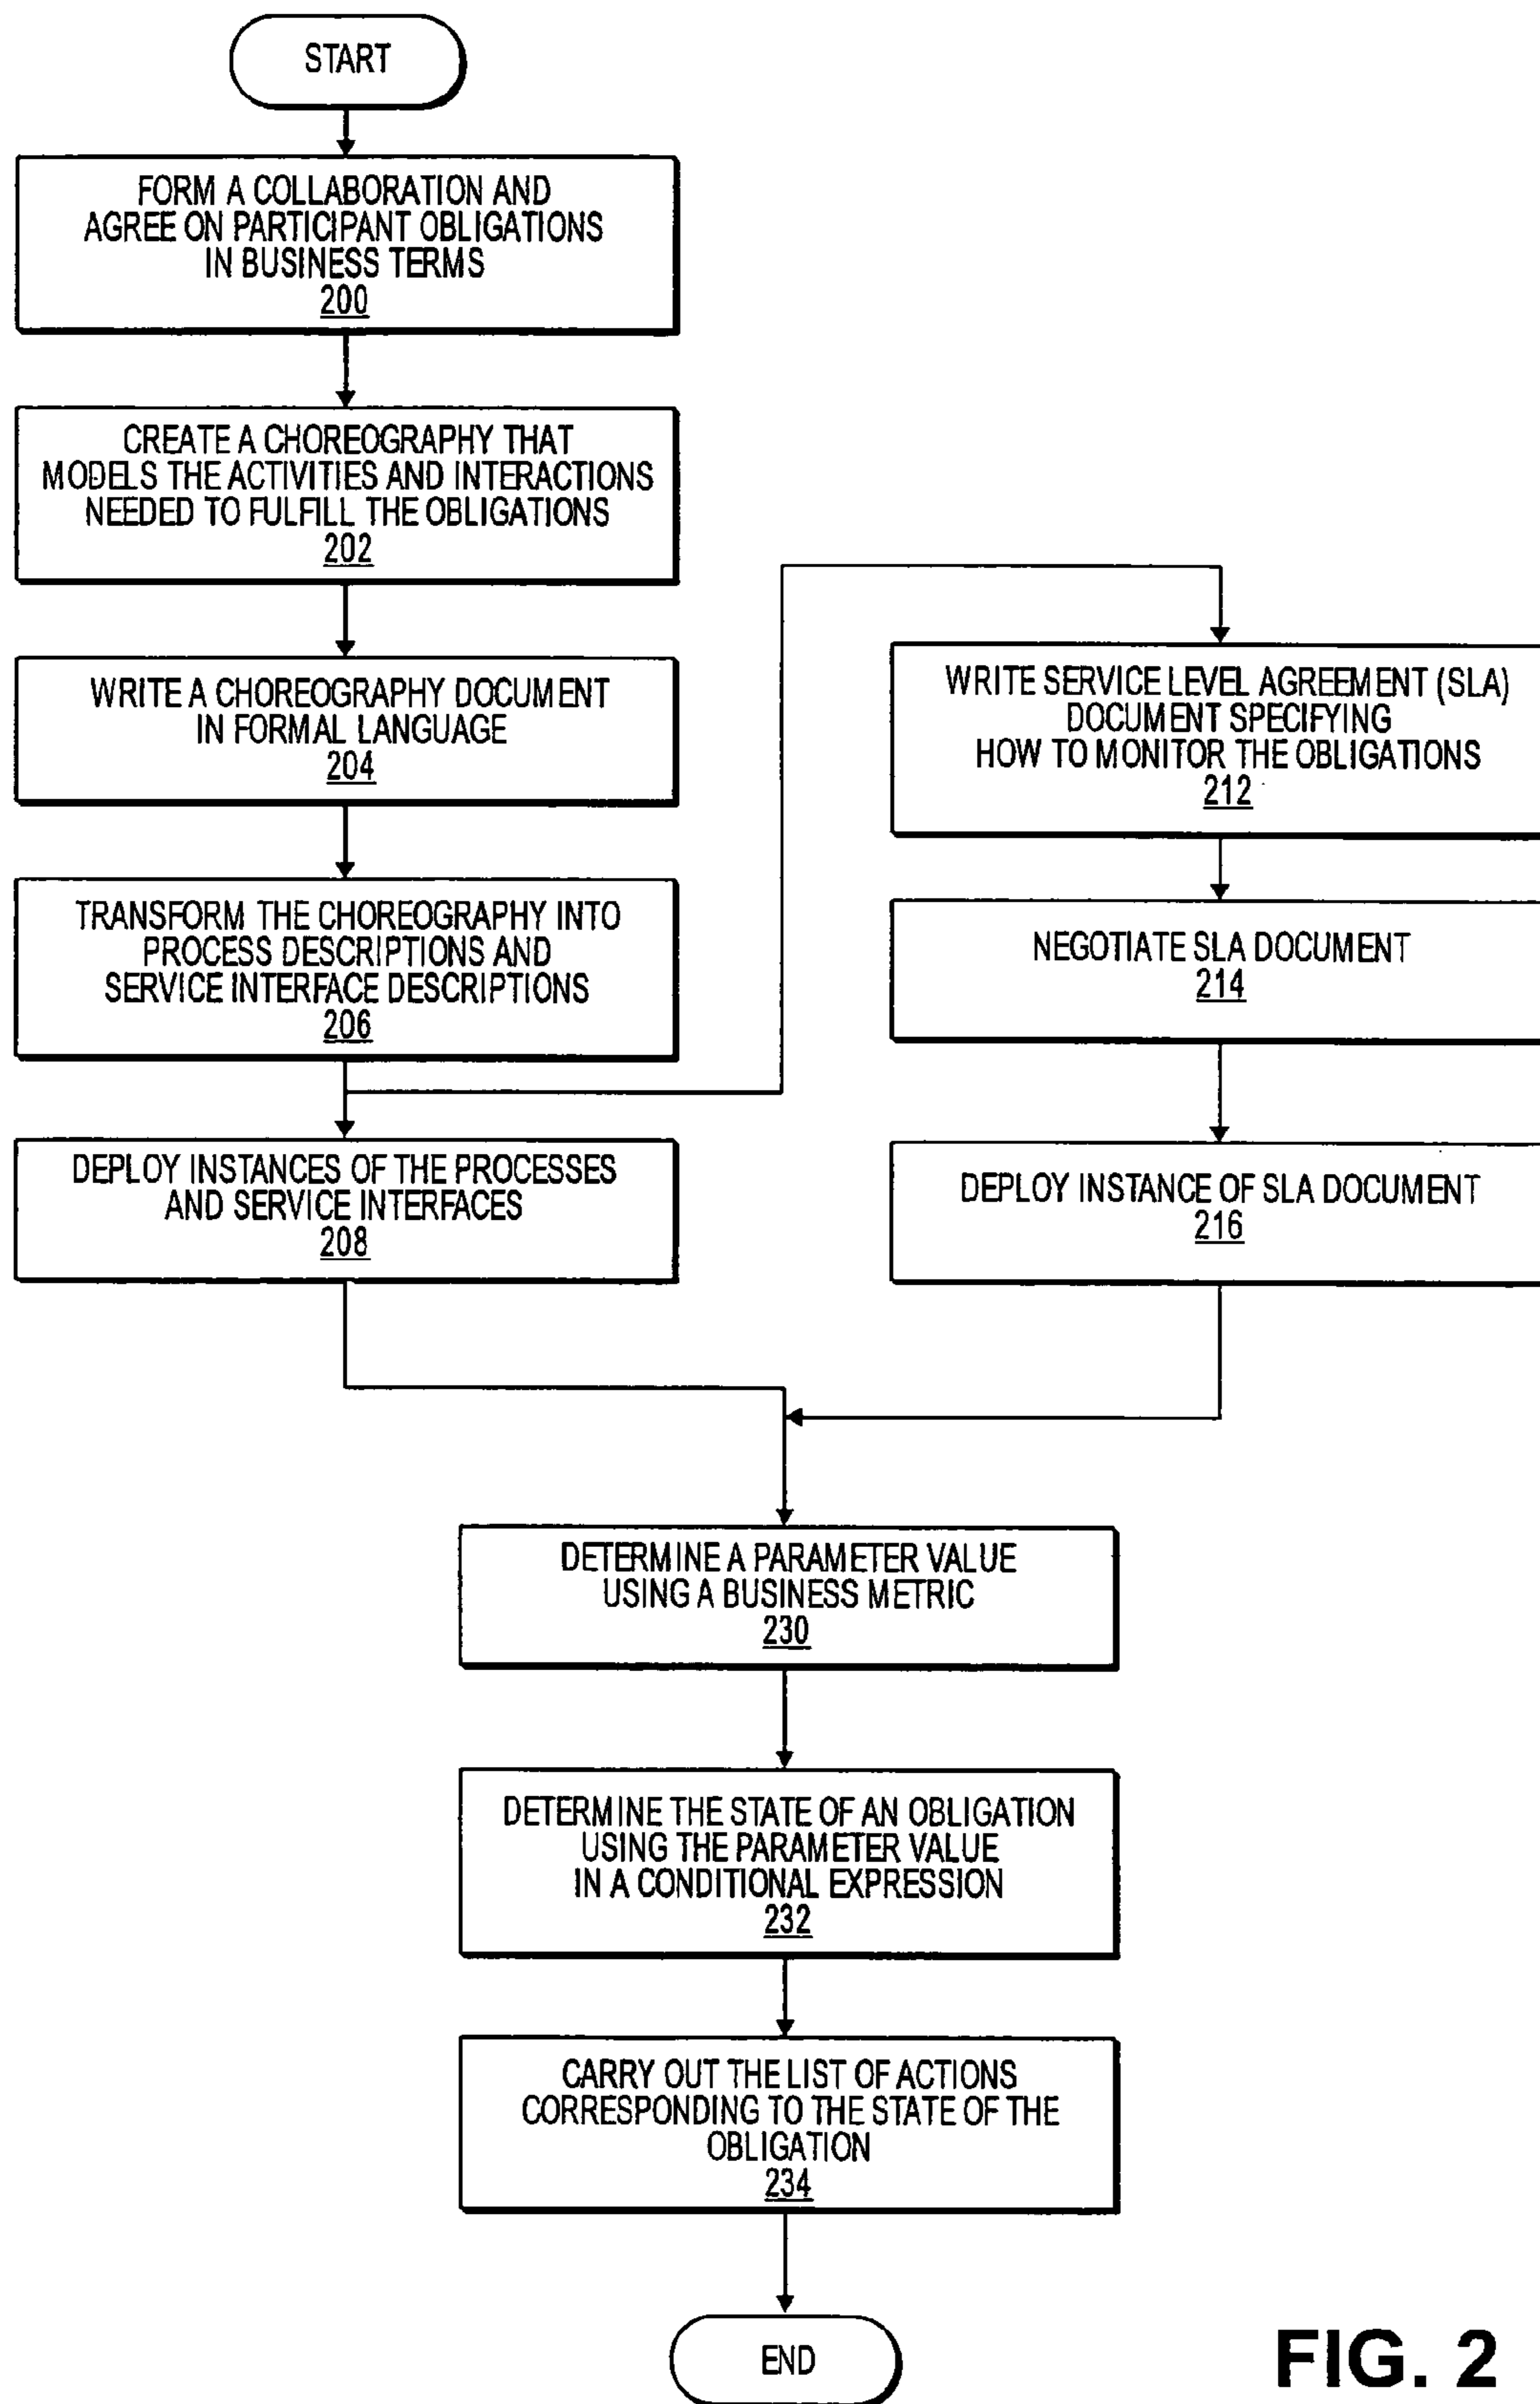 START
FORM A COLLABORATION AND
AGREE ON PARTICIPANT OBLIGATIONS
IN BUSINESS TERMS
200
CREATE A CHOREOGRAPHY THAT
MODELS THE ACTIVITIES AND INTERACTIONS
NEEDED TO FULFILL THE OBLIGATIONS
202
WRITE A CHOREOGRAPHY DOCUMENT
IN FORMAL LANGUAGE
204
TRANSFORM THE CHOREOGRAPHY INTO
PROCESS DESCRIPTIONS AND
SERVICE INTERFACE DESCRIPTIONS
206
DEPLOY INSTANCES OF THE PROCESSES
AND SERVICE INTERFACES
208
WRITE SERVICE LEVEL AGREEMENT (SLA)
DOCUMENT SPECIFYING
HOW TO MONITOR THE OBLIGATIONS
212
NEGOTIATE SLA DOCUMENT
214
DEPLOY INSTANCE OF SLA DOCUMENT
216
DETERMINE A PARAMETER VALUE
USING A BUSINESS METRIC
230
DETERMINE THE STATE OF AN OBLIGATION
USING THE PARAMETER VALUE
IN A CONDITIONAL EXPRESSION
232
CARRY OUT THE LIST OF ACTIONS
CORRESPONDING TO THE STATE OF THE
OBLIGATION
234
END
FIG. 2